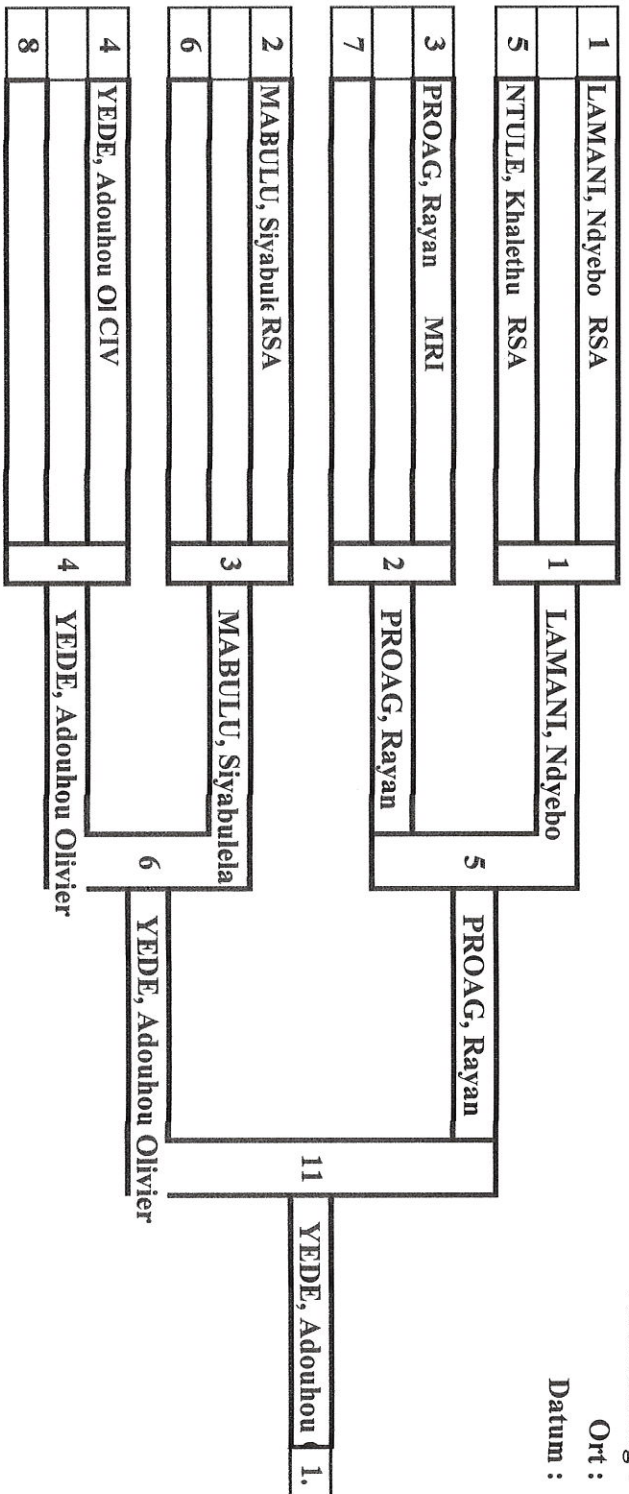 Ort :
Datum :
1 LAMANI, Ndyebo RSA
5 NTULE, Khalethu RSA
3 PROAG, Rayan MRI
7
2 MABULU, Siyabulε RSA
6
4 YEDE, Adouhou OlCIV
8
1
2
3
4
LAMANI, Ndyebo
PROAG, Rayan
MABULU, Siyabulela
YEDE, Adouhou Olivier
5
6
PROAG, Rayan
YEDE, Adouhou Olivier
11
YEDE, Adouhou
1.